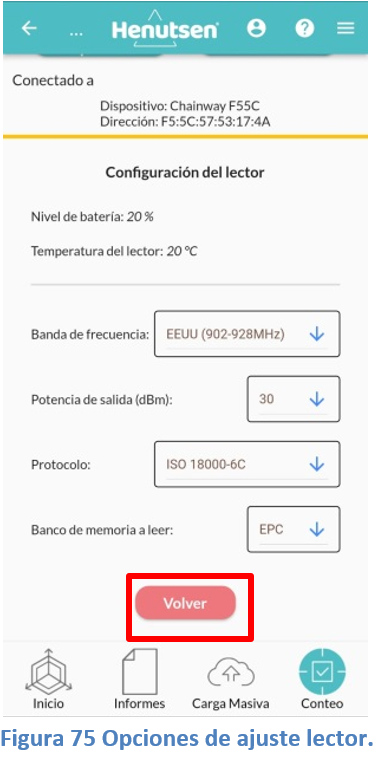 ... Henutsen
Conectado a
Dispositivo: Chainway F55C
Dirección: F5:5C:57:53:17:4A
Configuración del lector
Nivel de batería: 20 %
Temperatura del lector: 20 °C
Banda de frecuencia: EEUU (902-928MHz)
Potencia de salida (dBm): 30
Protocolo: ISO 18000-6C
Banco de memoria a leer: EPC
Volver
Inicio Informes Carga Masiva Conteo
Figura 75 Opciones de ajuste lector.